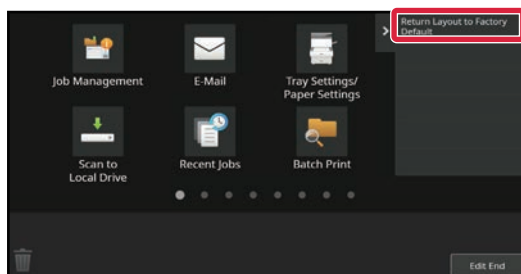 Return Layout to Factory
Default
Job Management
E-Mail
Tray Settings/
Paper Settings
Scan to
Local Drive
Recent Jobs
Batch Print
Edit End